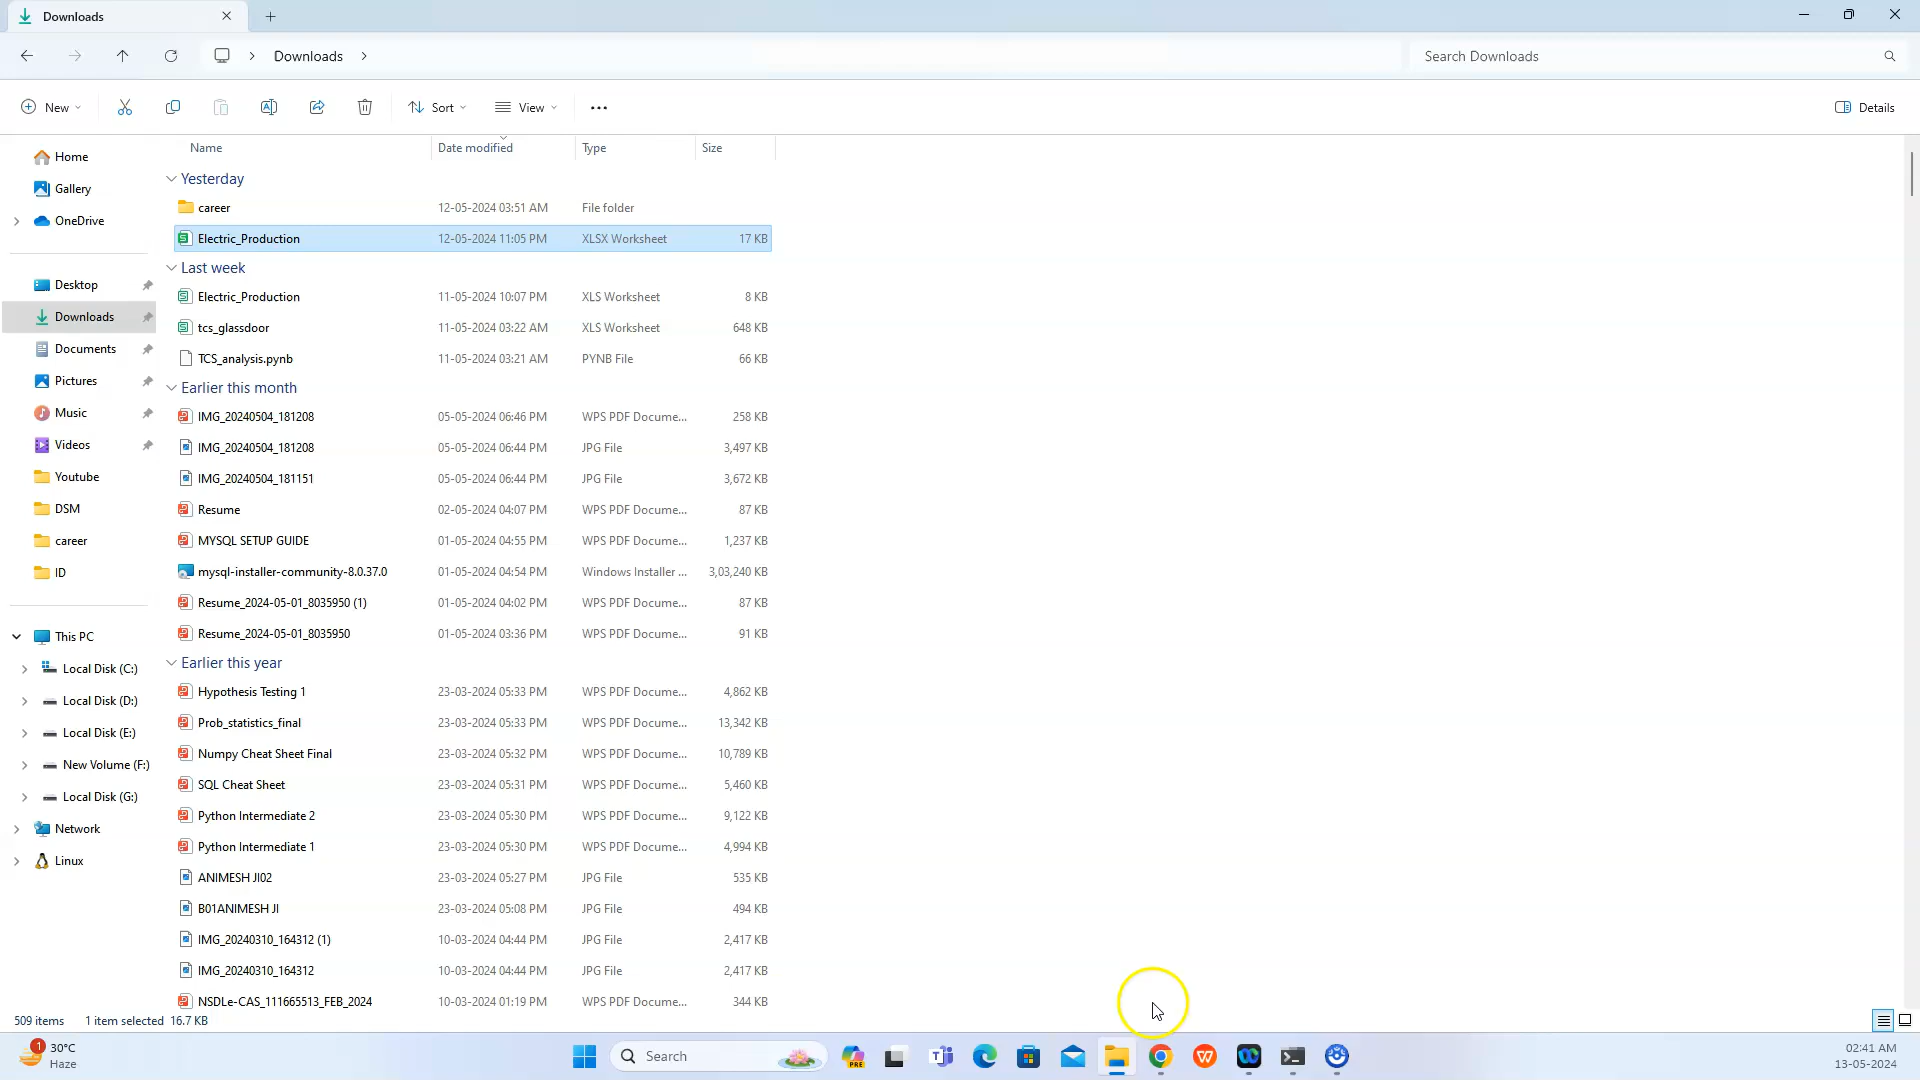 Downloads
Downloads
Search Downloads
New
Sort
View
Details
Name Date modified Type Size
Home
Gallery
OneDrive
Desktop
Downloads
Documents
Pictures
Music
Videos
Youtube
DSM
career
ID
This PC
Local Disk (C:)
Local Disk (D:)
Local Disk (E:)
New Volume (F:)
Local Disk (G:)
Network
Linux
Yesterday
career 12-05-2024 03:51 AM File folder
Electric_Production 12-05-2024 11:05 PM XLSX Worksheet 17 KB
Last week
Electric_Production 11-05-2024 10:07 PM XLS Worksheet 8 KB
tcs_glassdoor 11-05-2024 03:22 AM XLS Worksheet 648 KB
TCS_analysis.pynb 11-05-2024 03:21 AM PYNB File 66 KB
Earlier this month
IMG_20240504_181208 05-05-2024 06:46 PM WPS PDF Docume... 258 KB
IMG_20240504_181208 05-05-2024 06:44 PM JPG File 3,497 KB
IMG_20240504_181151 05-05-2024 06:44 PM JPG File 3,672 KB
Resume 02-05-2024 04:07 PM WPS PDF Docume... 87 KB
MYSQL SETUP GUIDE 01-05-2024 04:55 PM WPS PDF Docume... 1,237 KB
mysql-installer-community-8.0.37.0 01-05-2024 04:54 PM Windows Installer ... 3,03,240 KB
Resume_2024-05-01_8035950 (1) 01-05-2024 04:02 PM WPS PDF Docume... 87 KB
Resume_2024-05-01_8035950 01-05-2024 03:36 PM WPS PDF Docume... 91 KB
Earlier this year
Hypothesis Testing 1 23-03-2024 05:33 PM WPS PDF Docume... 4,862 KB
Prob_statistics_final 23-03-2024 05:33 PM WPS PDF Docume... 13,342 KB
Numpy Cheat Sheet Final 23-03-2024 05:32 PM WPS PDF Docume... 10,789 KB
SQL Cheat Sheet 23-03-2024 05:31 PM WPS PDF Docume... 5,460 KB
Python Intermediate 2 23-03-2024 05:30 PM WPS PDF Docume... 9,122 KB
Python Intermediate 1 23-03-2024 05:30 PM WPS PDF Docume... 4,994 KB
ANIMESH JI02 23-03-2024 05:27 PM JPG File 535 KB
B01ANIMESH JI 23-03-2024 05:08 PM JPG File 494 KB
IMG_20240310_164312 (1) 10-03-2024 04:44 PM JPG File 2,417 KB
IMG_20240310_164312 10-03-2024 04:44 PM JPG File 2,417 KB
NSDLe-CAS_111665513_FEB_2024 10-03-2024 01:19 PM WPS PDF Docume... 344 KB
509 items 1 item selected 16.7 KB
1
30°C
Haze
Search
PRE
02:41 AM
13-05-2024